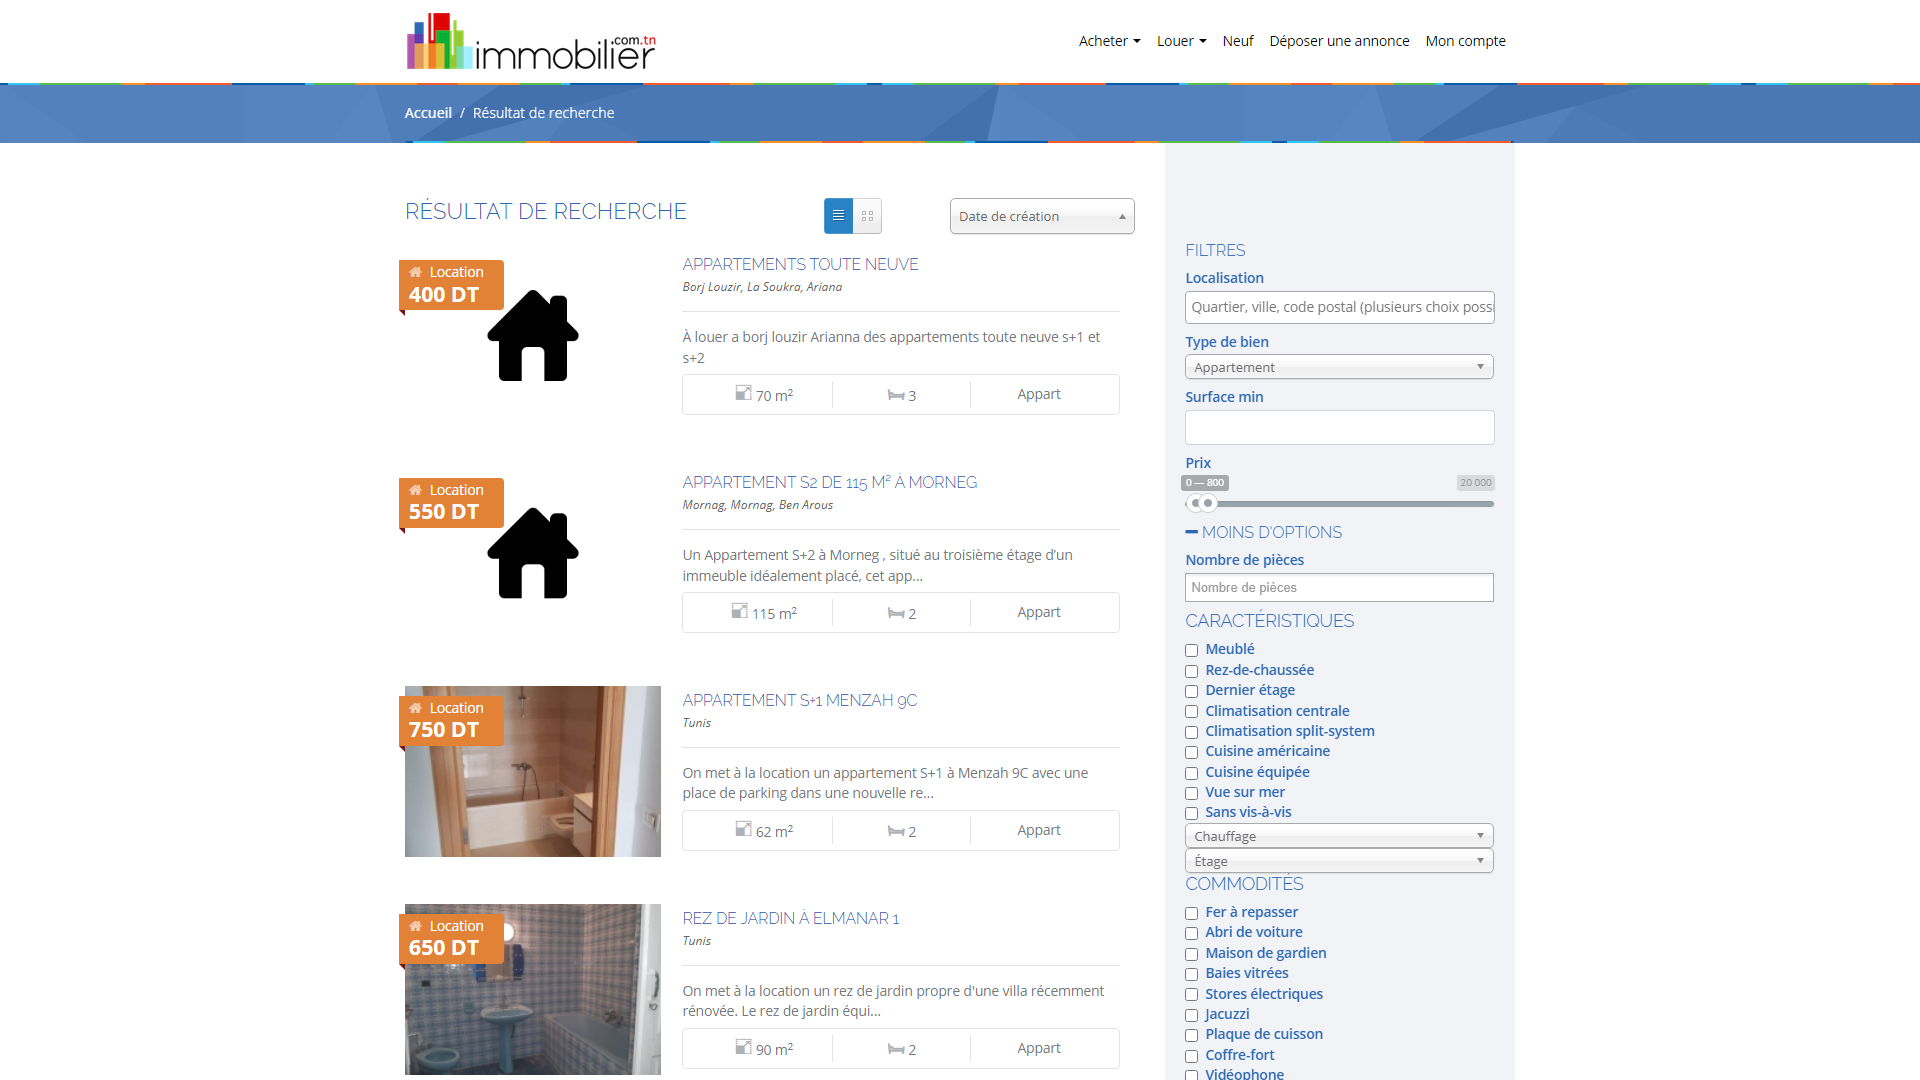 immobilier
.com.tn
Acheter
Louer
Neuf
Déposer une annonce
Mon compte
Accueil / Résultat de recherche
RÉSULTAT DE RECHERCHE
Date de création
Location
400 DT
APPARTEMENTS TOUTE NEUVE
Borj Louzir, La Soukra, Ariana
À louer a borj louzir Arianna des appartements toute neuve s+1 et
s+2
70 m²
3
Appart
Location
550 DT
APPARTEMENT S2 DE 115 M² À MORNEG
Mornag, Mornag, Ben Arous
Un Appartement S+2 à Morneg , situé au troisième étage d’un
immeuble idéalement placé, cet app...
115 m²
2
Appart
Location
750 DT
APPARTEMENT S+1 MENZAH 9C
Tunis
On met à la location un appartement S+1 à Menzah 9C avec une
place de parking dans une nouvelle re...
62 m²
2
Appart
Location
650 DT
REZ DE JARDIN À ELMANAR 1
Tunis
On met à la location un rez de jardin propre d'une villa récemment
rénovée. Le rez de jardin équi...
90 m²
2
Appart
FILTRES
Localisation
Quartier, ville, code postal (plusieurs choix possi
Type de bien
Appartement
Surface min
Prix
0 — 800
20 000
MOINS D'OPTIONS
Nombre de pièces
Nombre de pièces
CARACTÉRISTIQUES
Meublé
Rez-de-chaussée
Dernier étage
Climatisation centrale
Climatisation split-system
Cuisine américaine
Cuisine équipée
Vue sur mer
Sans vis-à-vis
Chauffage
Étage
COMMODITÉS
Fer à repasser
Abri de voiture
Maison de gardien
Baies vitrées
Stores électriques
Jacuzzi
Plaque de cuisson
Coffre-fort
Vidéophone